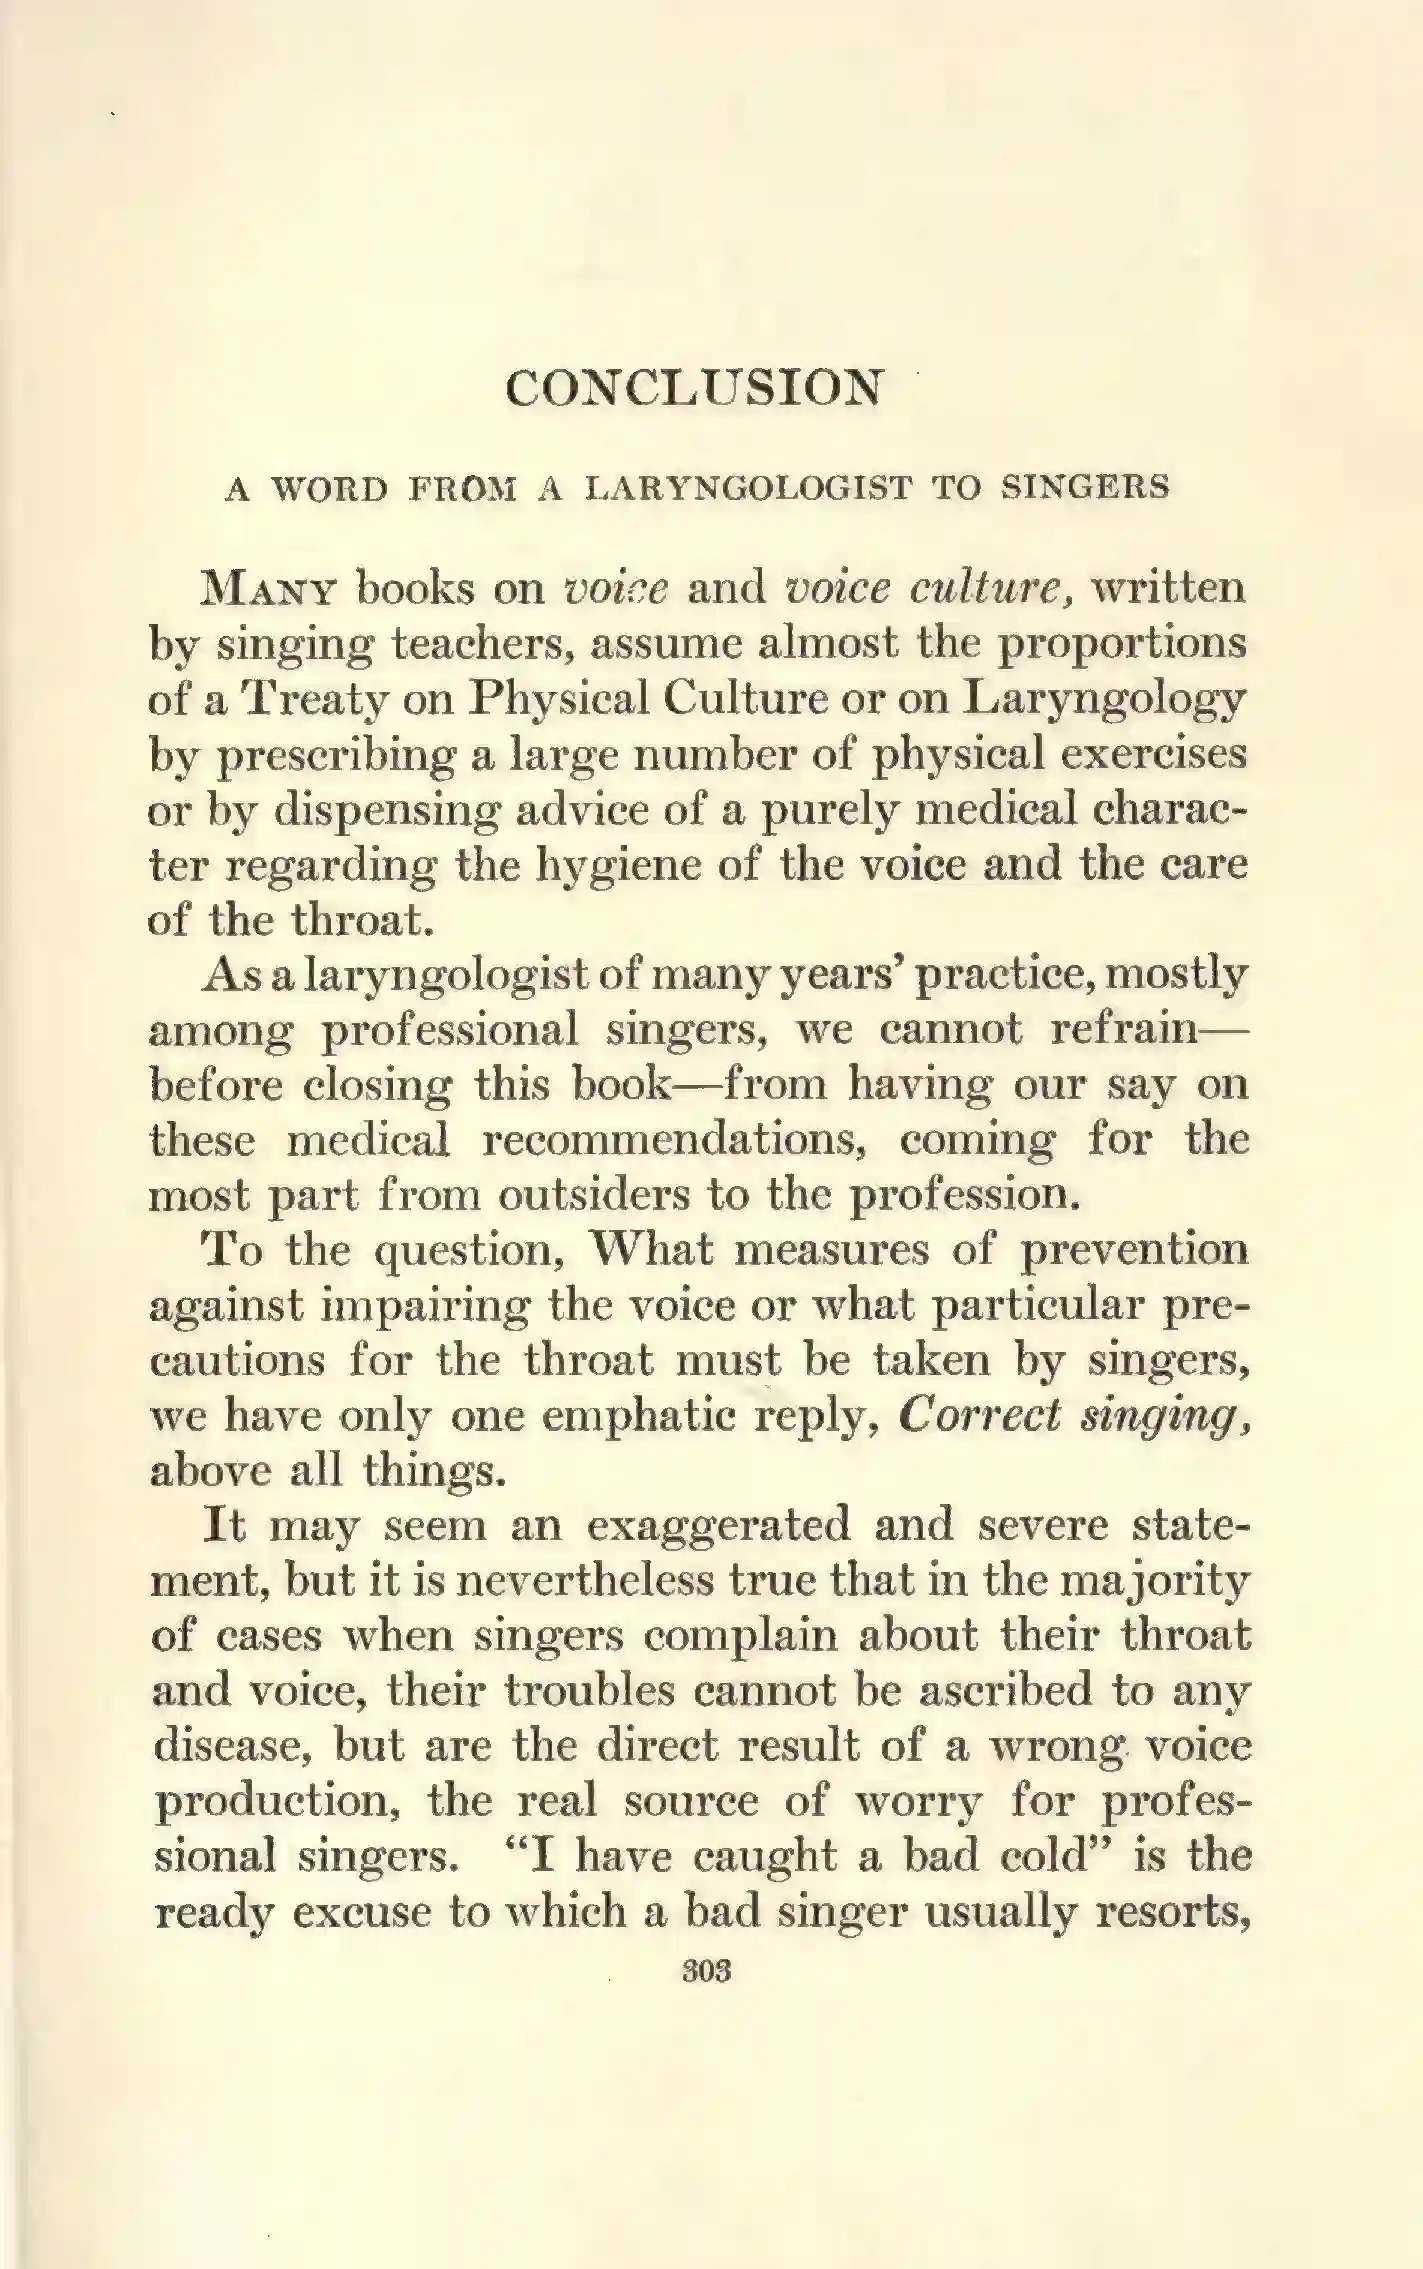 CONCLUSION
A WORD FROM A LARYNGOLOGIST TO SINGERS
MANY books on voice and voice culture, written
by singing teachers, assume almost the proportions
of a Treaty on Physical Culture or on Laryngology
by prescribing a large number of physical exercises
or by dispensing advice of a purely medical charac-
ter regarding the hygiene of the voice and the care
of the throat.
As a laryngologist of many years’ practice, mostly
among professional singers, we cannot refrain—
before closing this book—from having our say on
these medical recommendations, coming for the
most part from outsiders to the profession.
To the question, What measures of prevention
against impairing the voice or what particular pre-
cautions for the throat must be taken by singers,
we have only one emphatic reply, Correct singing,
above all things.
It may seem an exaggerated and severe state-
ment, but it is nevertheless true that in the majority
of cases when singers complain about their throat
and voice, their troubles cannot be ascribed to any
disease, but are the direct result of a wrong voice
production, the real source of worry for profes-
sional singers. “I have caught a bad cold” is the
ready excuse to which a bad singer usually resorts,
303